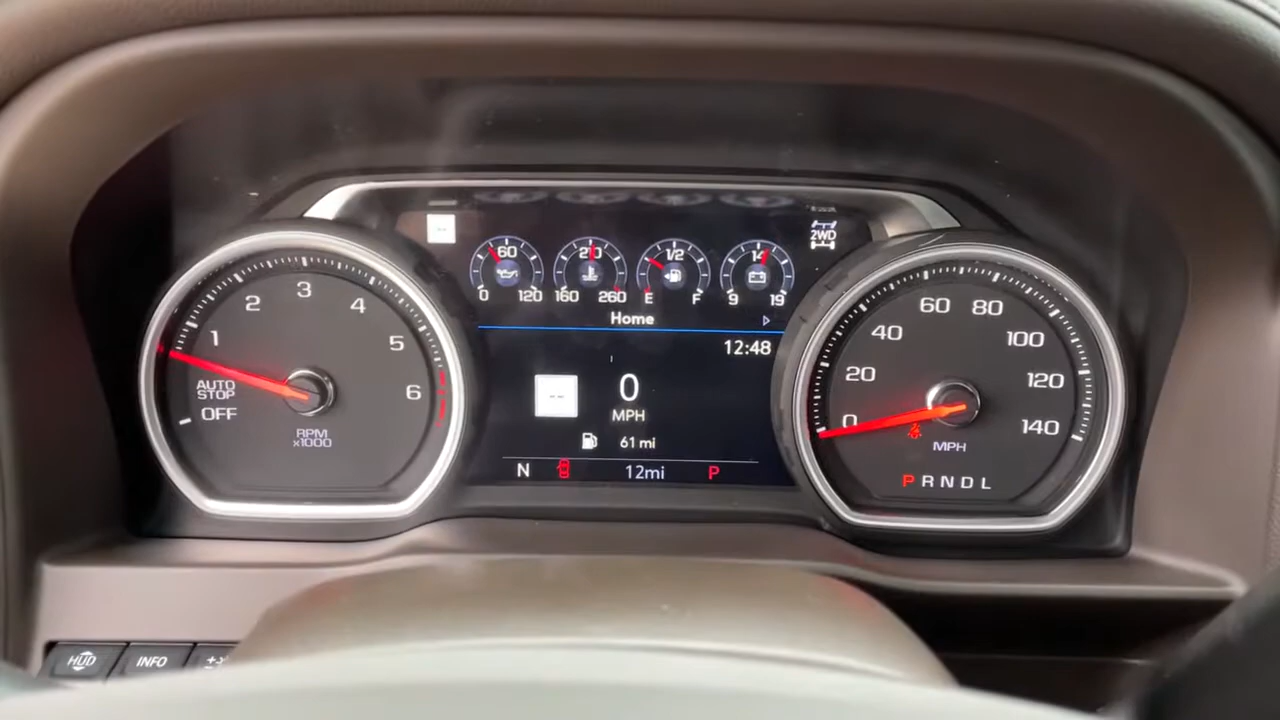 --
2WD
60
0 120
210
160 260
1/2
E F
14
9 19
Home
12:48
--
0
MPH
61 mi
N 12mi P
1 2 3 4 5 6
AUTO
STOP
OFF
RPM
x1000
0 20 40 60 80 100 120 140
MPH
PRNDL
HUD
INFO